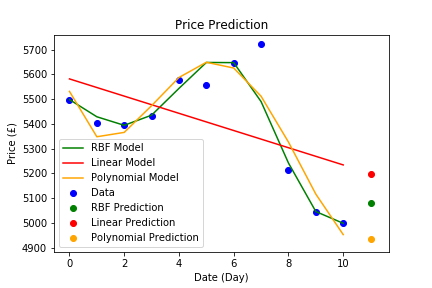 Price Prediction
Price (£)
5700
5600
5500
5400
5300
5200
5100
5000
4900
RBF Model
Linear Model
Polynomial Model
Data
RBF Prediction
Linear Prediction
Polynomial Prediction
0 2 4 6 8 10
Date (Day)